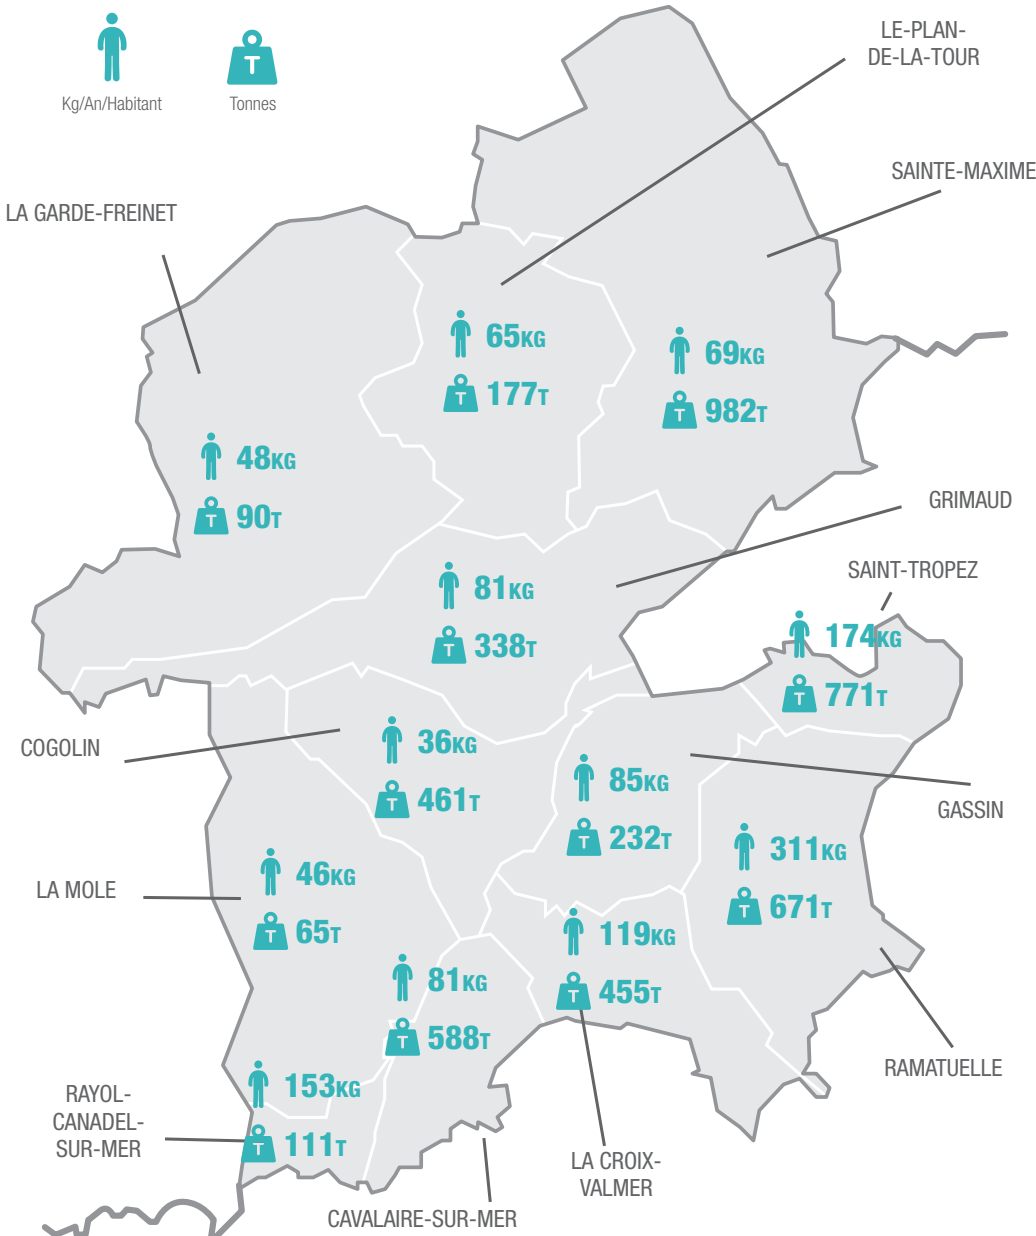 Kg/An/Habitant
Tonnes
LE-PLAN-
DE-LA-TOUR
SAINTE-MAXIME
LA GARDE-FREINET
65KG
177T
69KG
982T
48KG
90T
GRIMAUD
SAINT-TROPEZ
81KG
338T
174KG
771T
COGOLIN
36KG
461T
85KG
232T
GASSIN
311KG
671T
LA MOLE
46KG
65T
119KG
455T
81KG
588T
RAMATUELLE
RAYOL-
CANADEL-
SUR-MER
153KG
111T
LA CROIX-
VALMER
CAVALAIRE-SUR-MER